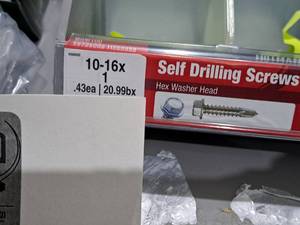 10-16x
1
.43ea | 20.99bx
Self Drilling Screws
Hex Washer Head